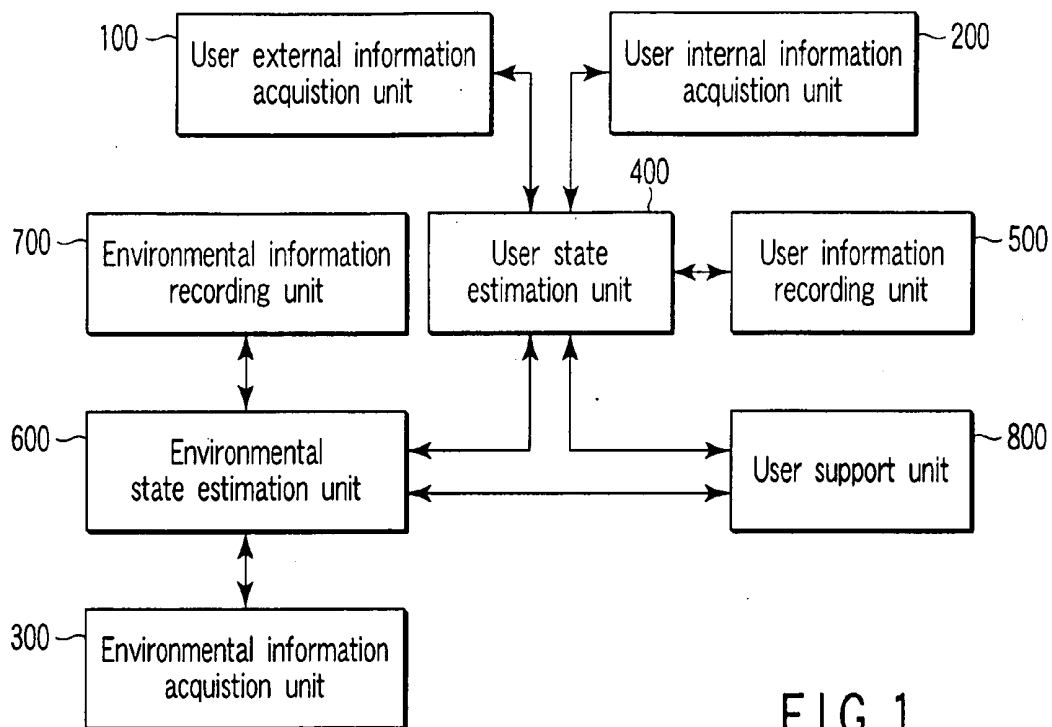 100
User external information
acquistion unit
User internal information
acquistion unit
200
400
700
Environmental information
recording unit
User state
estimation unit
User information
recording unit
500
600
Environmental
state estimation unit
User support unit
800
300
Environmental information
acquistion unit
FIG. 1